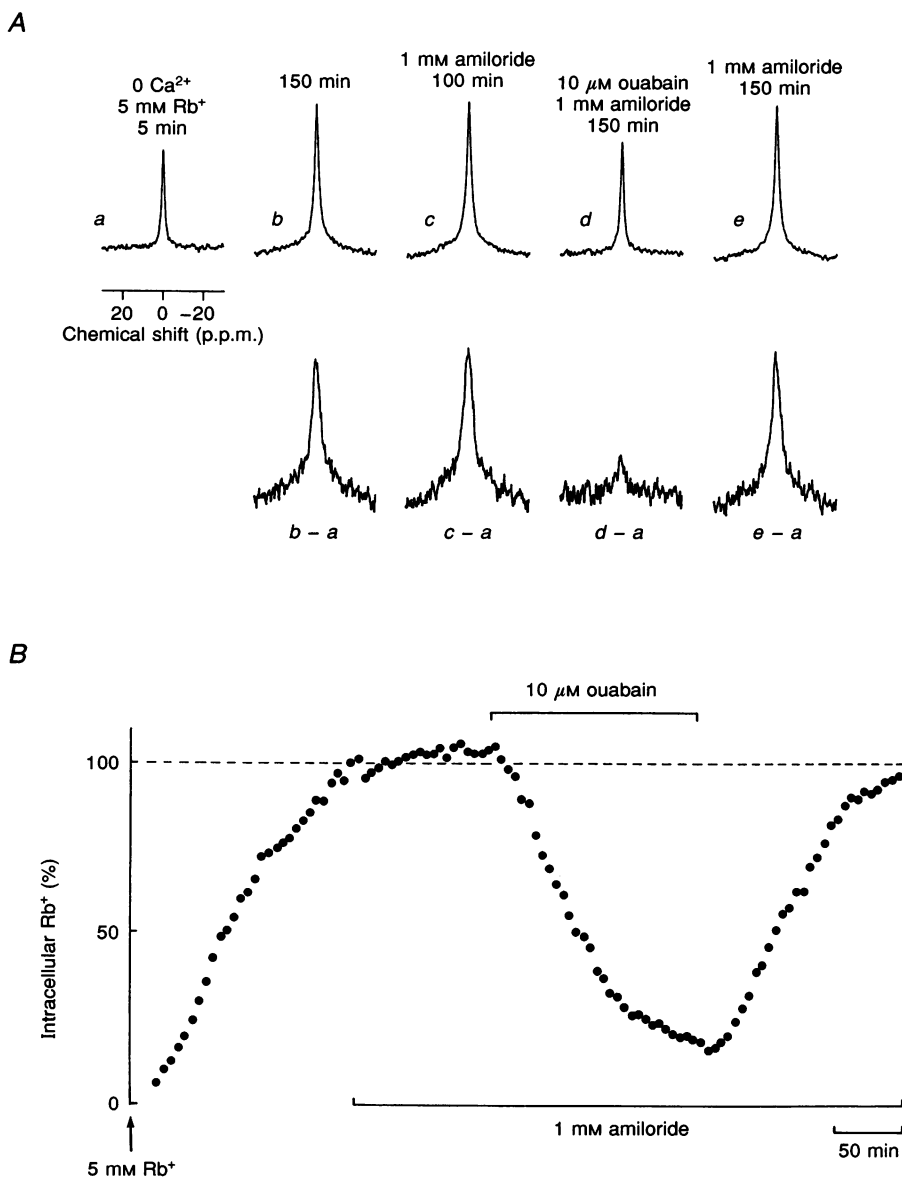 A
0 Ca²⁺
5 mM Rb⁺
5 min
150 min
1 mM amiloride
100 min
10 μM ouabain
1 mM amiloride
150 min
1 mM amiloride
150 min
a
b
c
d
e
20 0 −20
Chemical shift (p.p.m.)
b – a
c – a
d – a
e – a
B
10 μM ouabain
100
50
0
Intracellular Rb⁺ (%)
1 mM amiloride
50 min
5 mM Rb⁺